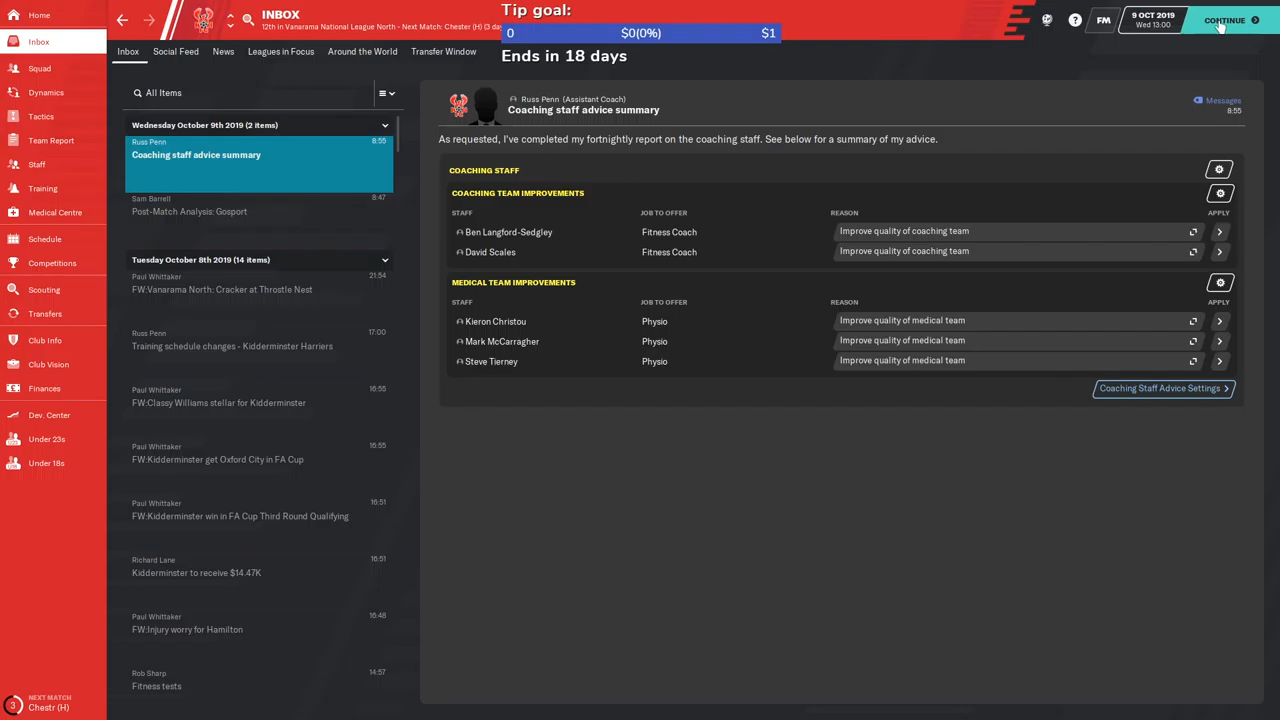 Home
Inbox
Squad
Dynamics
Tactics
Team Report
Staff
Training
Medical Centre
Schedule
Competitions
Scouting
Transfers
Club Info
Club Vision
Finances
Dev. Center
Under 23s
Under 18s
3
NEXT MATCH
Chestr (H)
INBOX
12th in Vanarama National League North - Next Match: Chester (H) (3 da
Tip goal:
0 $0(0%) $1
Ends in 18 days
?
FM
9 OCT 2019
Wed 13:00
CONTINUE
Inbox Social Feed News Leagues in Focus Around the World Transfer Window
All Items
Wednesday October 9th 2019 (2 items)
Russ Penn 8:55
Coaching staff advice summary
Sam Barrell 8:47
Post-Match Analysis: Gosport
Tuesday October 8th 2019 (14 items)
Paul Whittaker 21:54
FW:Vanarama North: Cracker at Throstle Nest
Russ Penn 17:00
Training schedule changes - Kidderminster Harriers
Paul Whittaker 16:55
FW:Classy Williams stellar for Kidderminster
Paul Whittaker 16:55
FW:Kidderminster get Oxford City in FA Cup
Paul Whittaker 16:51
FW:Kidderminster win in FA Cup Third Round Qualifying
Richard Lane 16:51
Kidderminster to receive $14.47K
Paul Whittaker 16:48
FW:Injury worry for Hamilton
Rob Sharp 14:57
Fitness tests
Russ Penn (Assistant Coach)
Coaching staff advice summary
Messages
8:55
As requested, I've completed my fortnightly report on the coaching staff. See below for a summary of my advice.
COACHING STAFF
COACHING TEAM IMPROVEMENTS
STAFF JOB TO OFFER REASON APPLY
Ben Langford-Sedgley Fitness Coach Improve quality of coaching team
David Scales Fitness Coach Improve quality of coaching team
MEDICAL TEAM IMPROVEMENTS
STAFF JOB TO OFFER REASON APPLY
Kieron Christou Physio Improve quality of medical team
Mark McCarragher Physio Improve quality of medical team
Steve Tierney Physio Improve quality of medical team
Coaching Staff Advice Settings